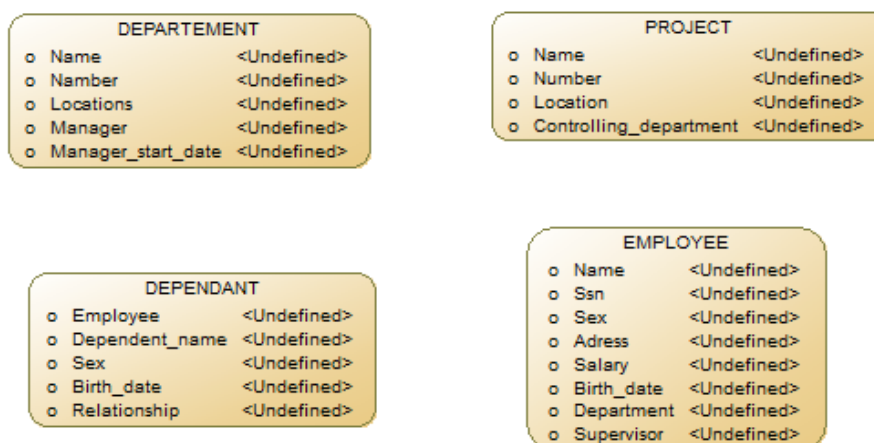 DEPARTEMENT
o Name <Undefined>
o Namber <Undefined>
o Locations <Undefined>
o Manager <Undefined>
o Manager_start_date <Undefined>
PROJECT
o Name <Undefined>
o Number <Undefined>
o Location <Undefined>
o Controlling_department <Undefined>
DEPENDANT
o Employee <Undefined>
o Dependent_name <Undefined>
o Sex <Undefined>
o Birth_date <Undefined>
o Relationship <Undefined>
EMPLOYEE
o Name <Undefined>
o Ssn <Undefined>
o Sex <Undefined>
o Adress <Undefined>
o Salary <Undefined>
o Birth_date <Undefined>
o Department <Undefined>
o Supervisor <Undefined>